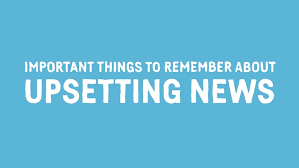 IMPORTANT THINGS TO REMEMBER ABOUT
UPSETTING NEWS